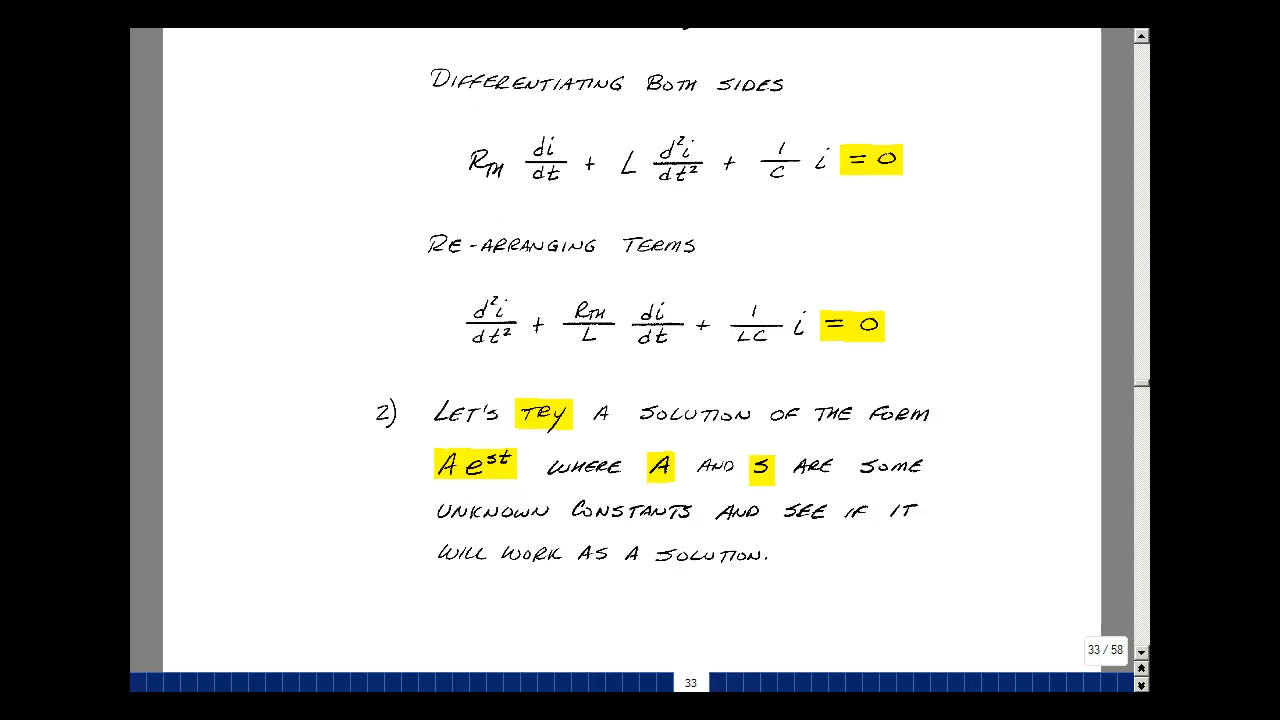 DIFFERENTIATING BOTH SIDES
R_TH di/dt + L d²i/dt² + 1/C i = 0
RE-ARRANGING TERMS
d²i/dt² + R_TH/L di/dt + 1/LC i = 0
2) LET'S TRY A SOLUTION OF THE FORM
Ae^st WHERE A AND S ARE SOME
UNKNOWN CONSTANTS AND SEE IF IT
WILL WORK AS A SOLUTION.
33 / 58
33